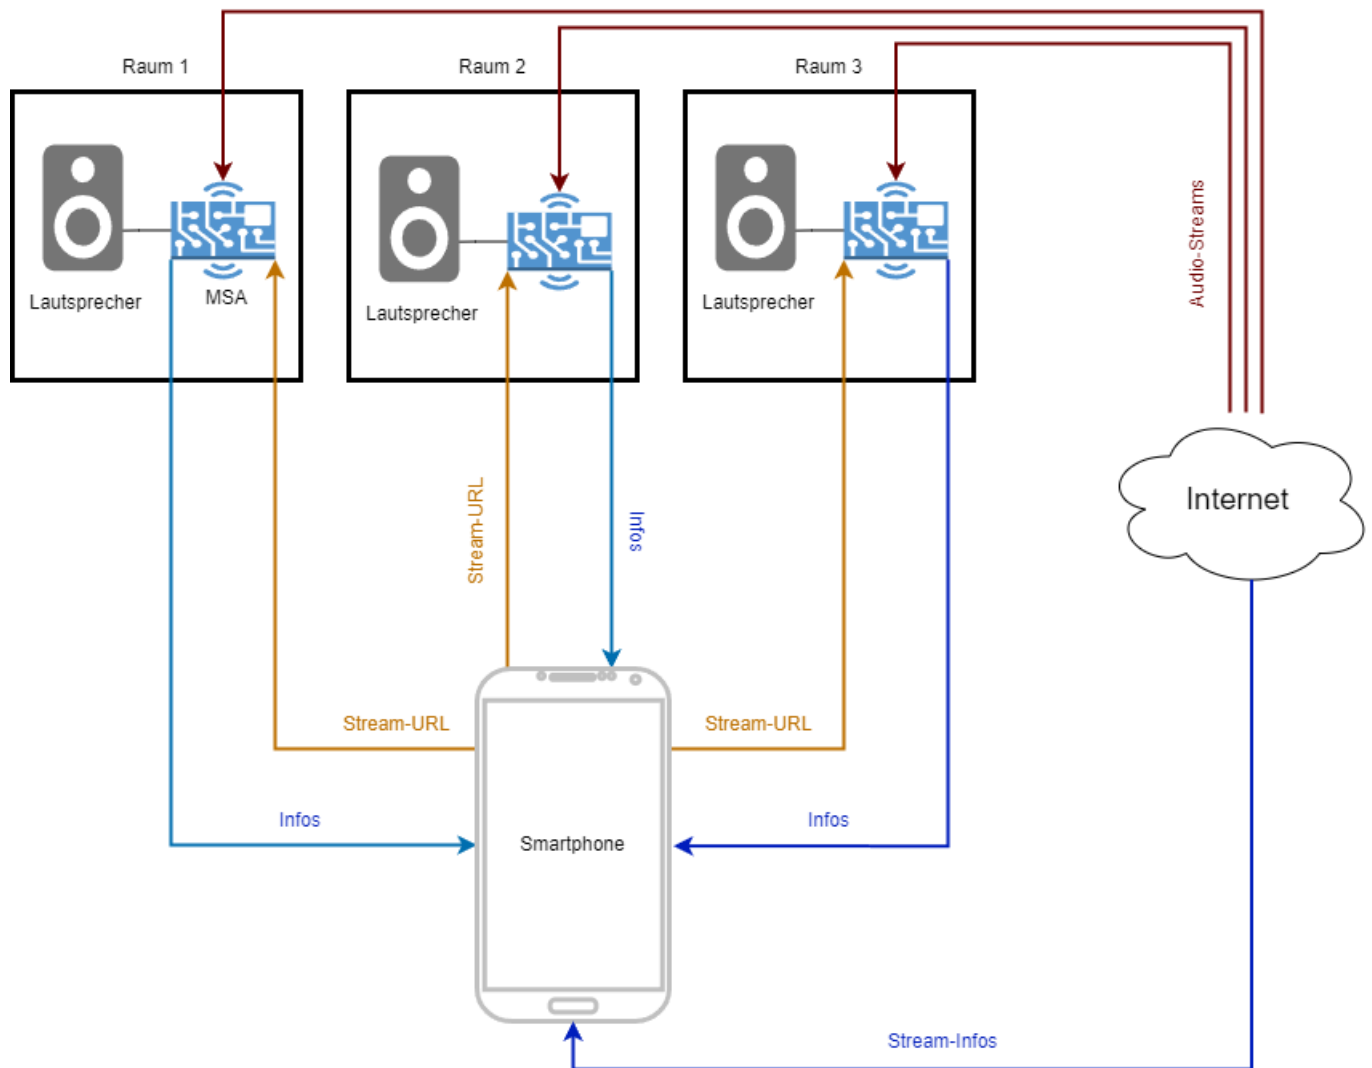 Raum 1
Raum 2
Raum 3
Audio-Streams
Lautsprecher
MSA
Lautsprecher
Lautsprecher
Internet
Stream-URL
Infos
Stream-URL
Stream-URL
Infos
Infos
Smartphone
Stream-Infos